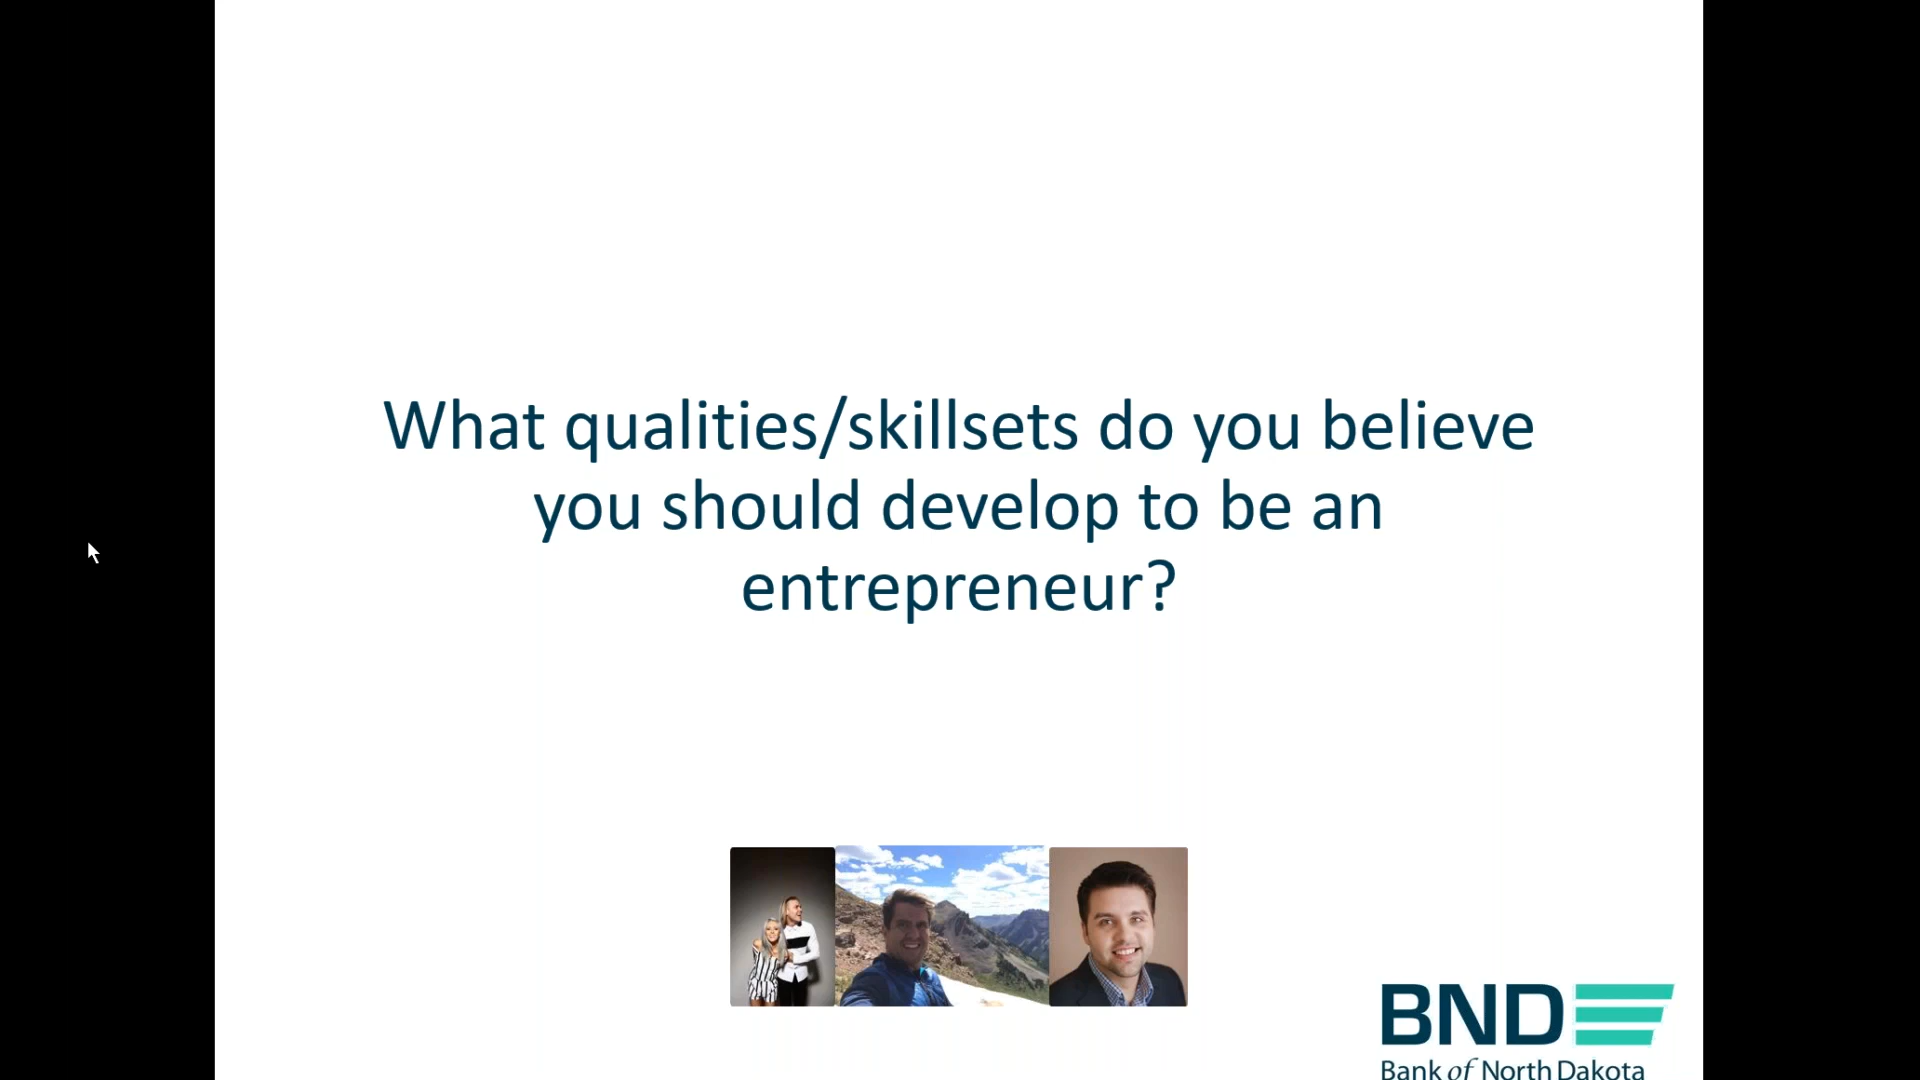 What qualities/skillsets do you believe
you should develop to be an
entrepreneur?
BND
Bank of North Dakota